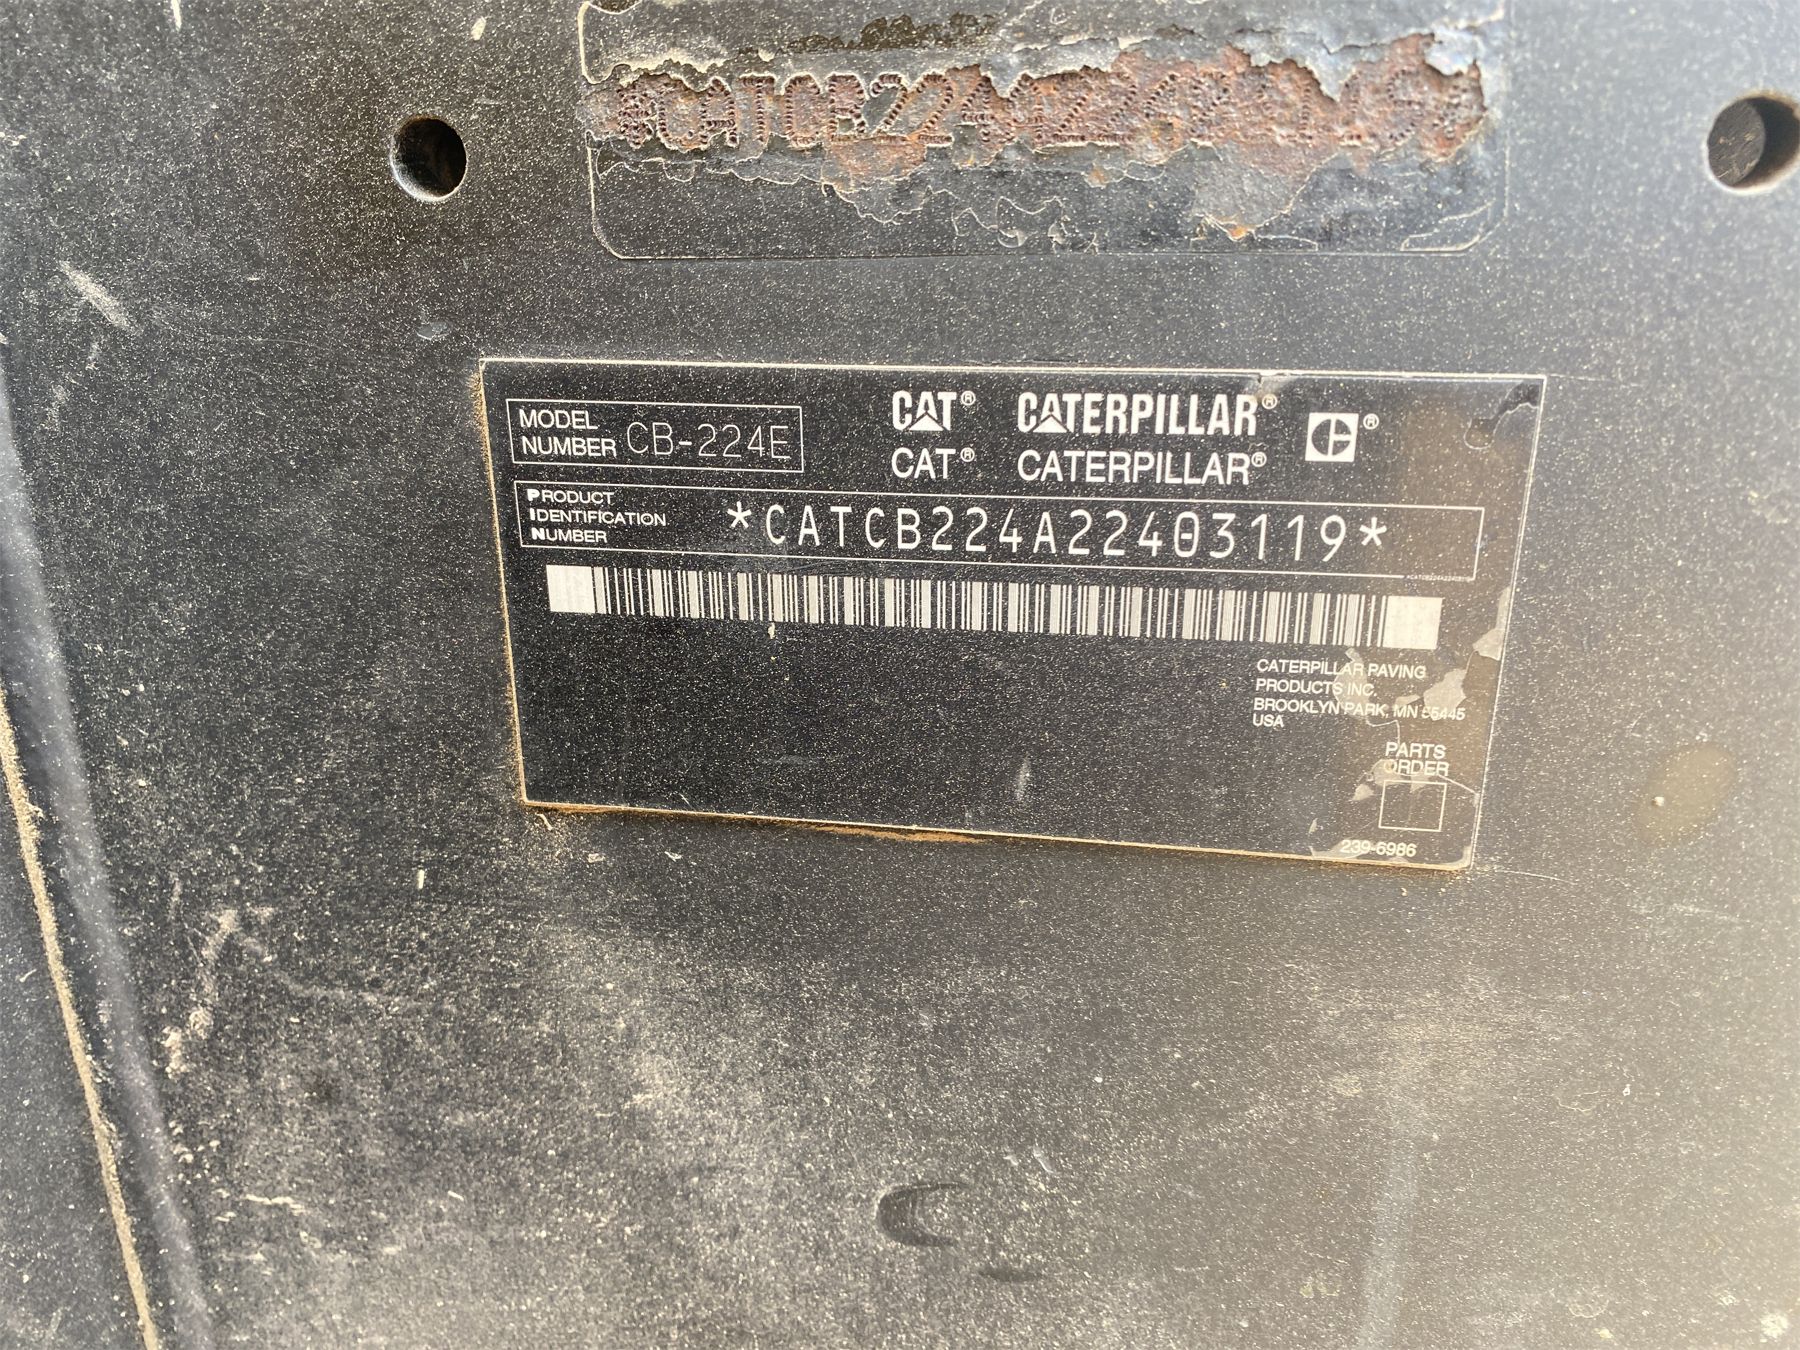 *CATCB224A224
MODEL
NUMBER CB-224E
CAT® CATERPILLAR® ®
CAT® CATERPILLAR®
PRODUCT
IDENTIFICATION
NUMBER
*CATCB224A22403119*
CATERPILLAR PAVING
PRODUCTS INC.
BROOKLYN PARK, MN 55445
USA
PARTS
ORDER
239-6986